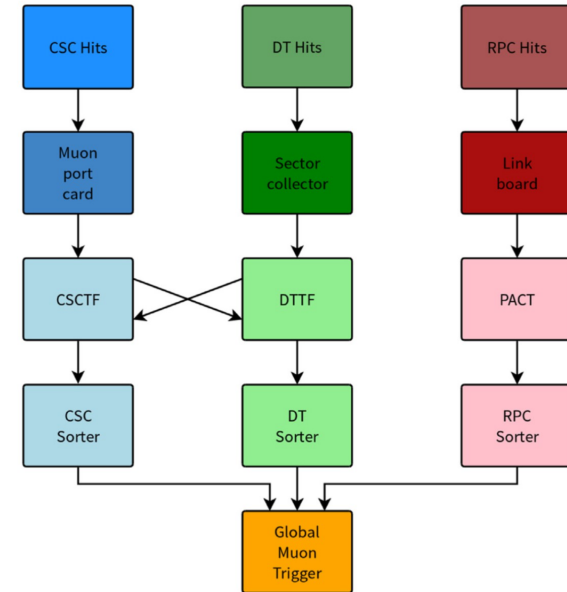 CSC Hits
DT Hits
RPC Hits
Muon
port
card
Sector
collector
Link
board
CSCTF
DTTF
PACT
CSC
Sorter
DT
Sorter
RPC
Sorter
Global
Muon
Trigger